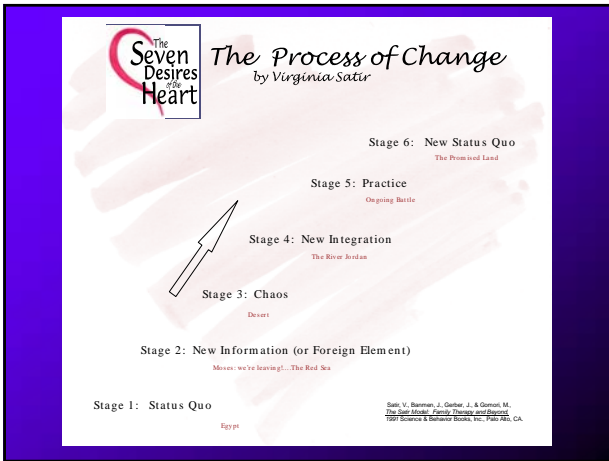 The
Seven
Desires
of the
Heart
The Process of Change
by Virginia Satir
Stage 6: New Status Quo
The Promised Land
Stage 5: Practice
Ongoing Battle
Stage 4: New Integration
The River Jordan
Stage 3: Chaos
Desert
Stage 2: New Information (or Foreign Element)
Moses: we're leaving!....The Red Sea
Stage 1: Status Quo
Egypt
Satir, V., Banmen, J., Gerber, J., & Gomori, M.,
The Satir Model: Family Therapy and Beyond,
1991 Science & Behavior Books, Inc., Palo Alto, CA.